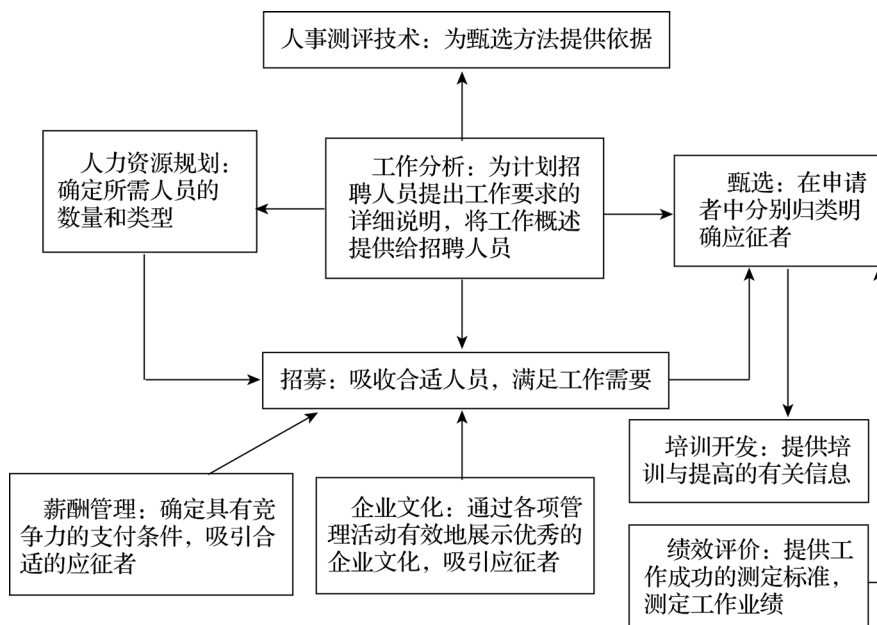 人事测评技术：为甄选方法提供依据
人力资源规划：
确定所需人员的
数量和类型
工作分析：为计划招
聘人员提出工作要求的
详细说明，将工作概述
提供给招聘人员
甄选：在申请
者中分别归类明
确应征者
招募：吸收合适人员，满足工作需要
培训开发：提供培
训与提高的有关信息
薪酬管理：确定具有竞
争力的支付条件，吸引合
适的应征者
企业文化：通过各项管
理活动有效地展示优秀的
企业文化，吸引应征者
绩效评价：提供工
作成功的测定标准，
测定工作业绩